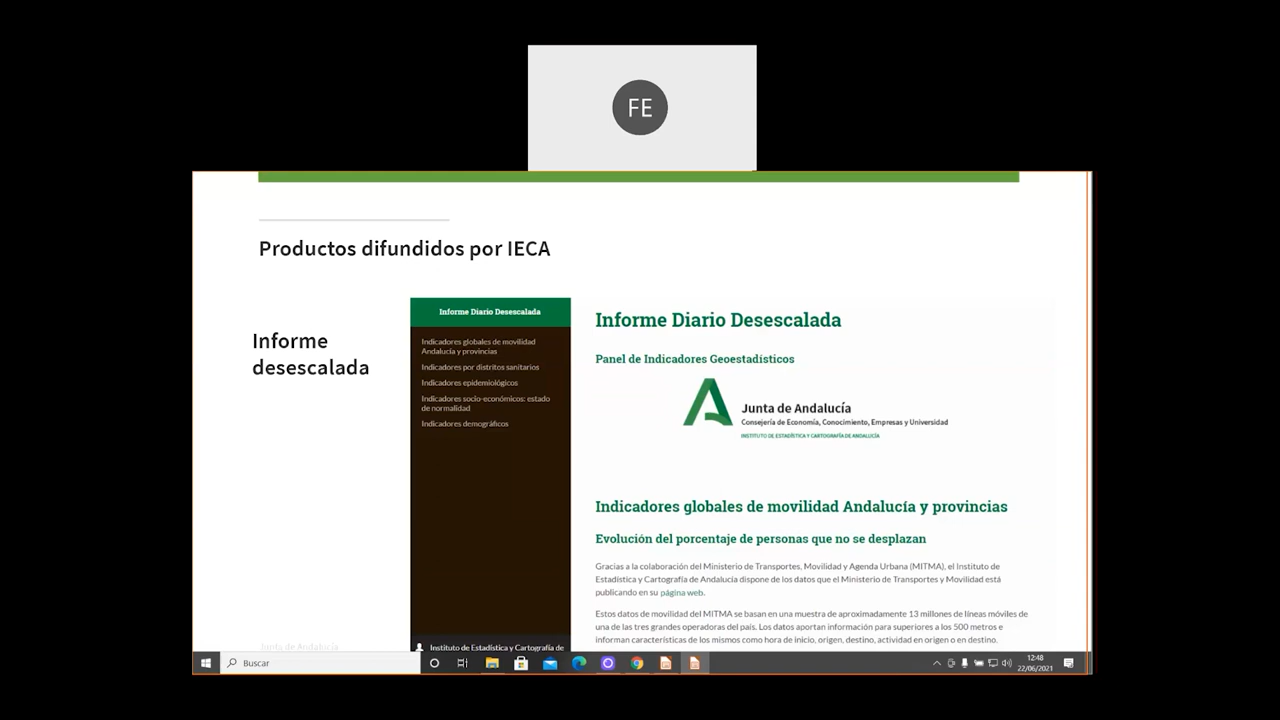 FE
Productos difundidos por IECA
Informe
desescalada
Informe Diario Desescalada
Indicadores globales de movilidad
Andalucía y provincias
Indicadores por distritos sanitarios
Indicadores epidemiológicos
Indicadores socio-económicos: estado
de normalidad
Indicadores demográficos
Instituto de Estadística y Cartografía de
Informe Diario Desescalada
Panel de Indicadores Geoestadísticos
Junta de Andalucía
Consejería de Economía, Conocimiento, Empresas y Universidad
INSTITUTO DE ESTADÍSTICA Y CARTOGRAFÍA DE ANDALUCÍA
Indicadores globales de movilidad Andalucía y provincias
Evolución del porcentaje de personas que no se desplazan
Gracias a la colaboración del Ministerio de Transportes, Movilidad y Agenda Urbana (MITMA), el Instituto de
Estadística y Cartografía de Andalucía dispone de los datos que el Ministerio de Transportes y Movilidad está
publicando en su página web.
Estos datos de movilidad del MITMA se basan en una muestra de aproximadamente 13 millones de líneas móviles de
una de las tres grandes operadoras del país. Los datos aportan información para superiores a los 500 metros e
informan características de los mismos como hora de inicio, origen, destino, actividad en origen o en destino.
Junta de Andalucía
Buscar
12:48
22/06/2021